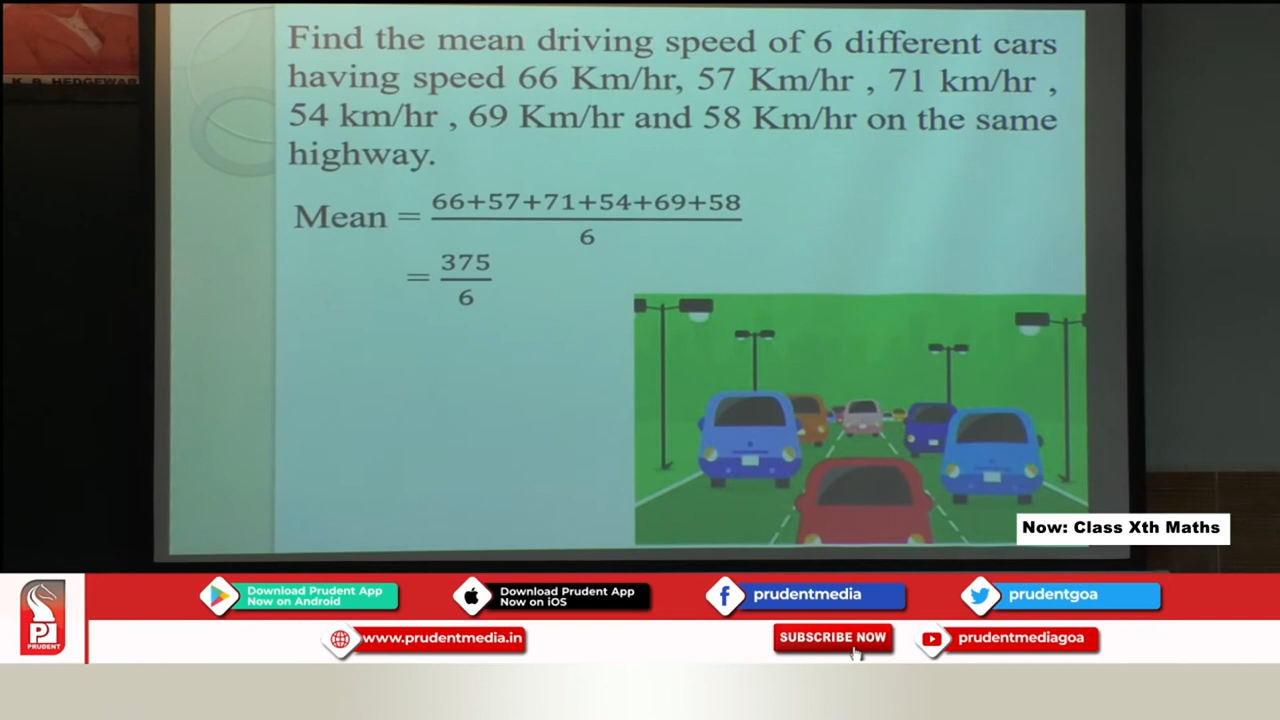 K. B. HEDGEWAR
Find the mean driving speed of 6 different cars
having speed 66 Km/hr, 57 Km/hr , 71 km/hr ,
54 km/hr , 69 Km/hr and 58 Km/hr on the same
highway.
Mean = 66+57+71+54+69+58
6
= 375
6
Now: Class Xth Maths
Download Prudent App
Now on Android
Download Prudent App
Now on iOS
prudentmedia
prudentgoa
PRUDENT
www.prudentmedia.in
SUBSCRIBE NOW
prudentmediagoa